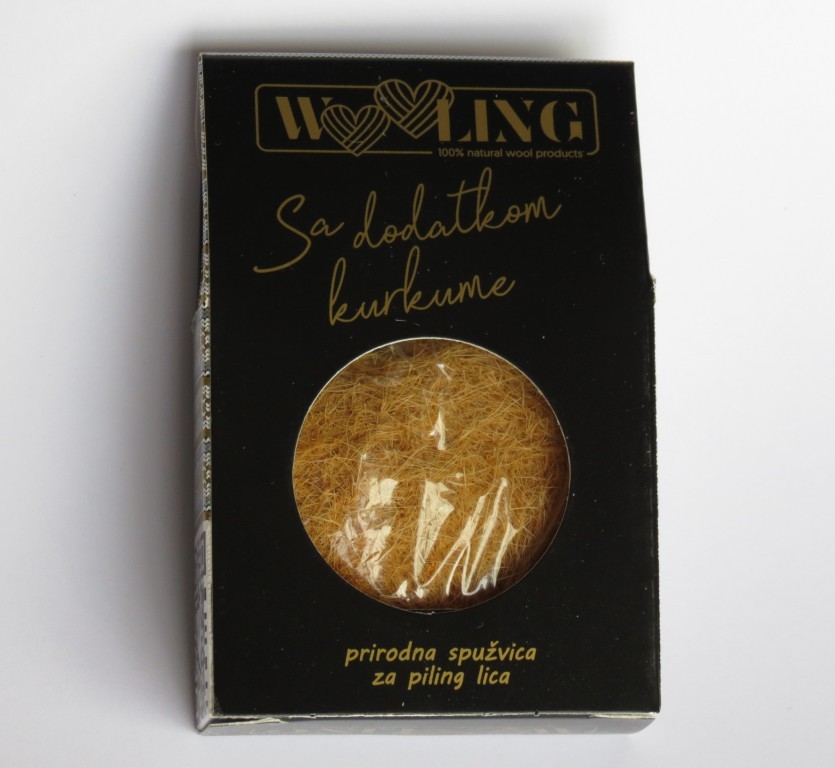 WOOLING
100% natural wool products
Sa dodatkom
kurkume
prirodna spužvica
za piling lica